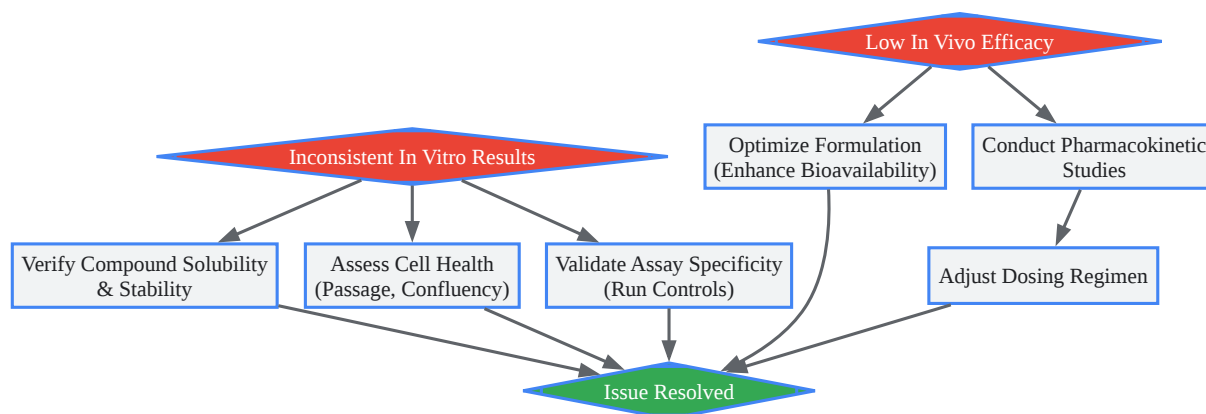 Low In Vivo Efficacy
Inconsistent In Vitro Results
Optimize Formulation
(Enhance Bioavailability)
Conduct Pharmacokinetic
Studies
Verify Compound Solubility
& Stability
Assess Cell Health
(Passage, Confluency)
Validate Assay Specificity
(Run Controls)
Adjust Dosing Regimen
Issue Resolved